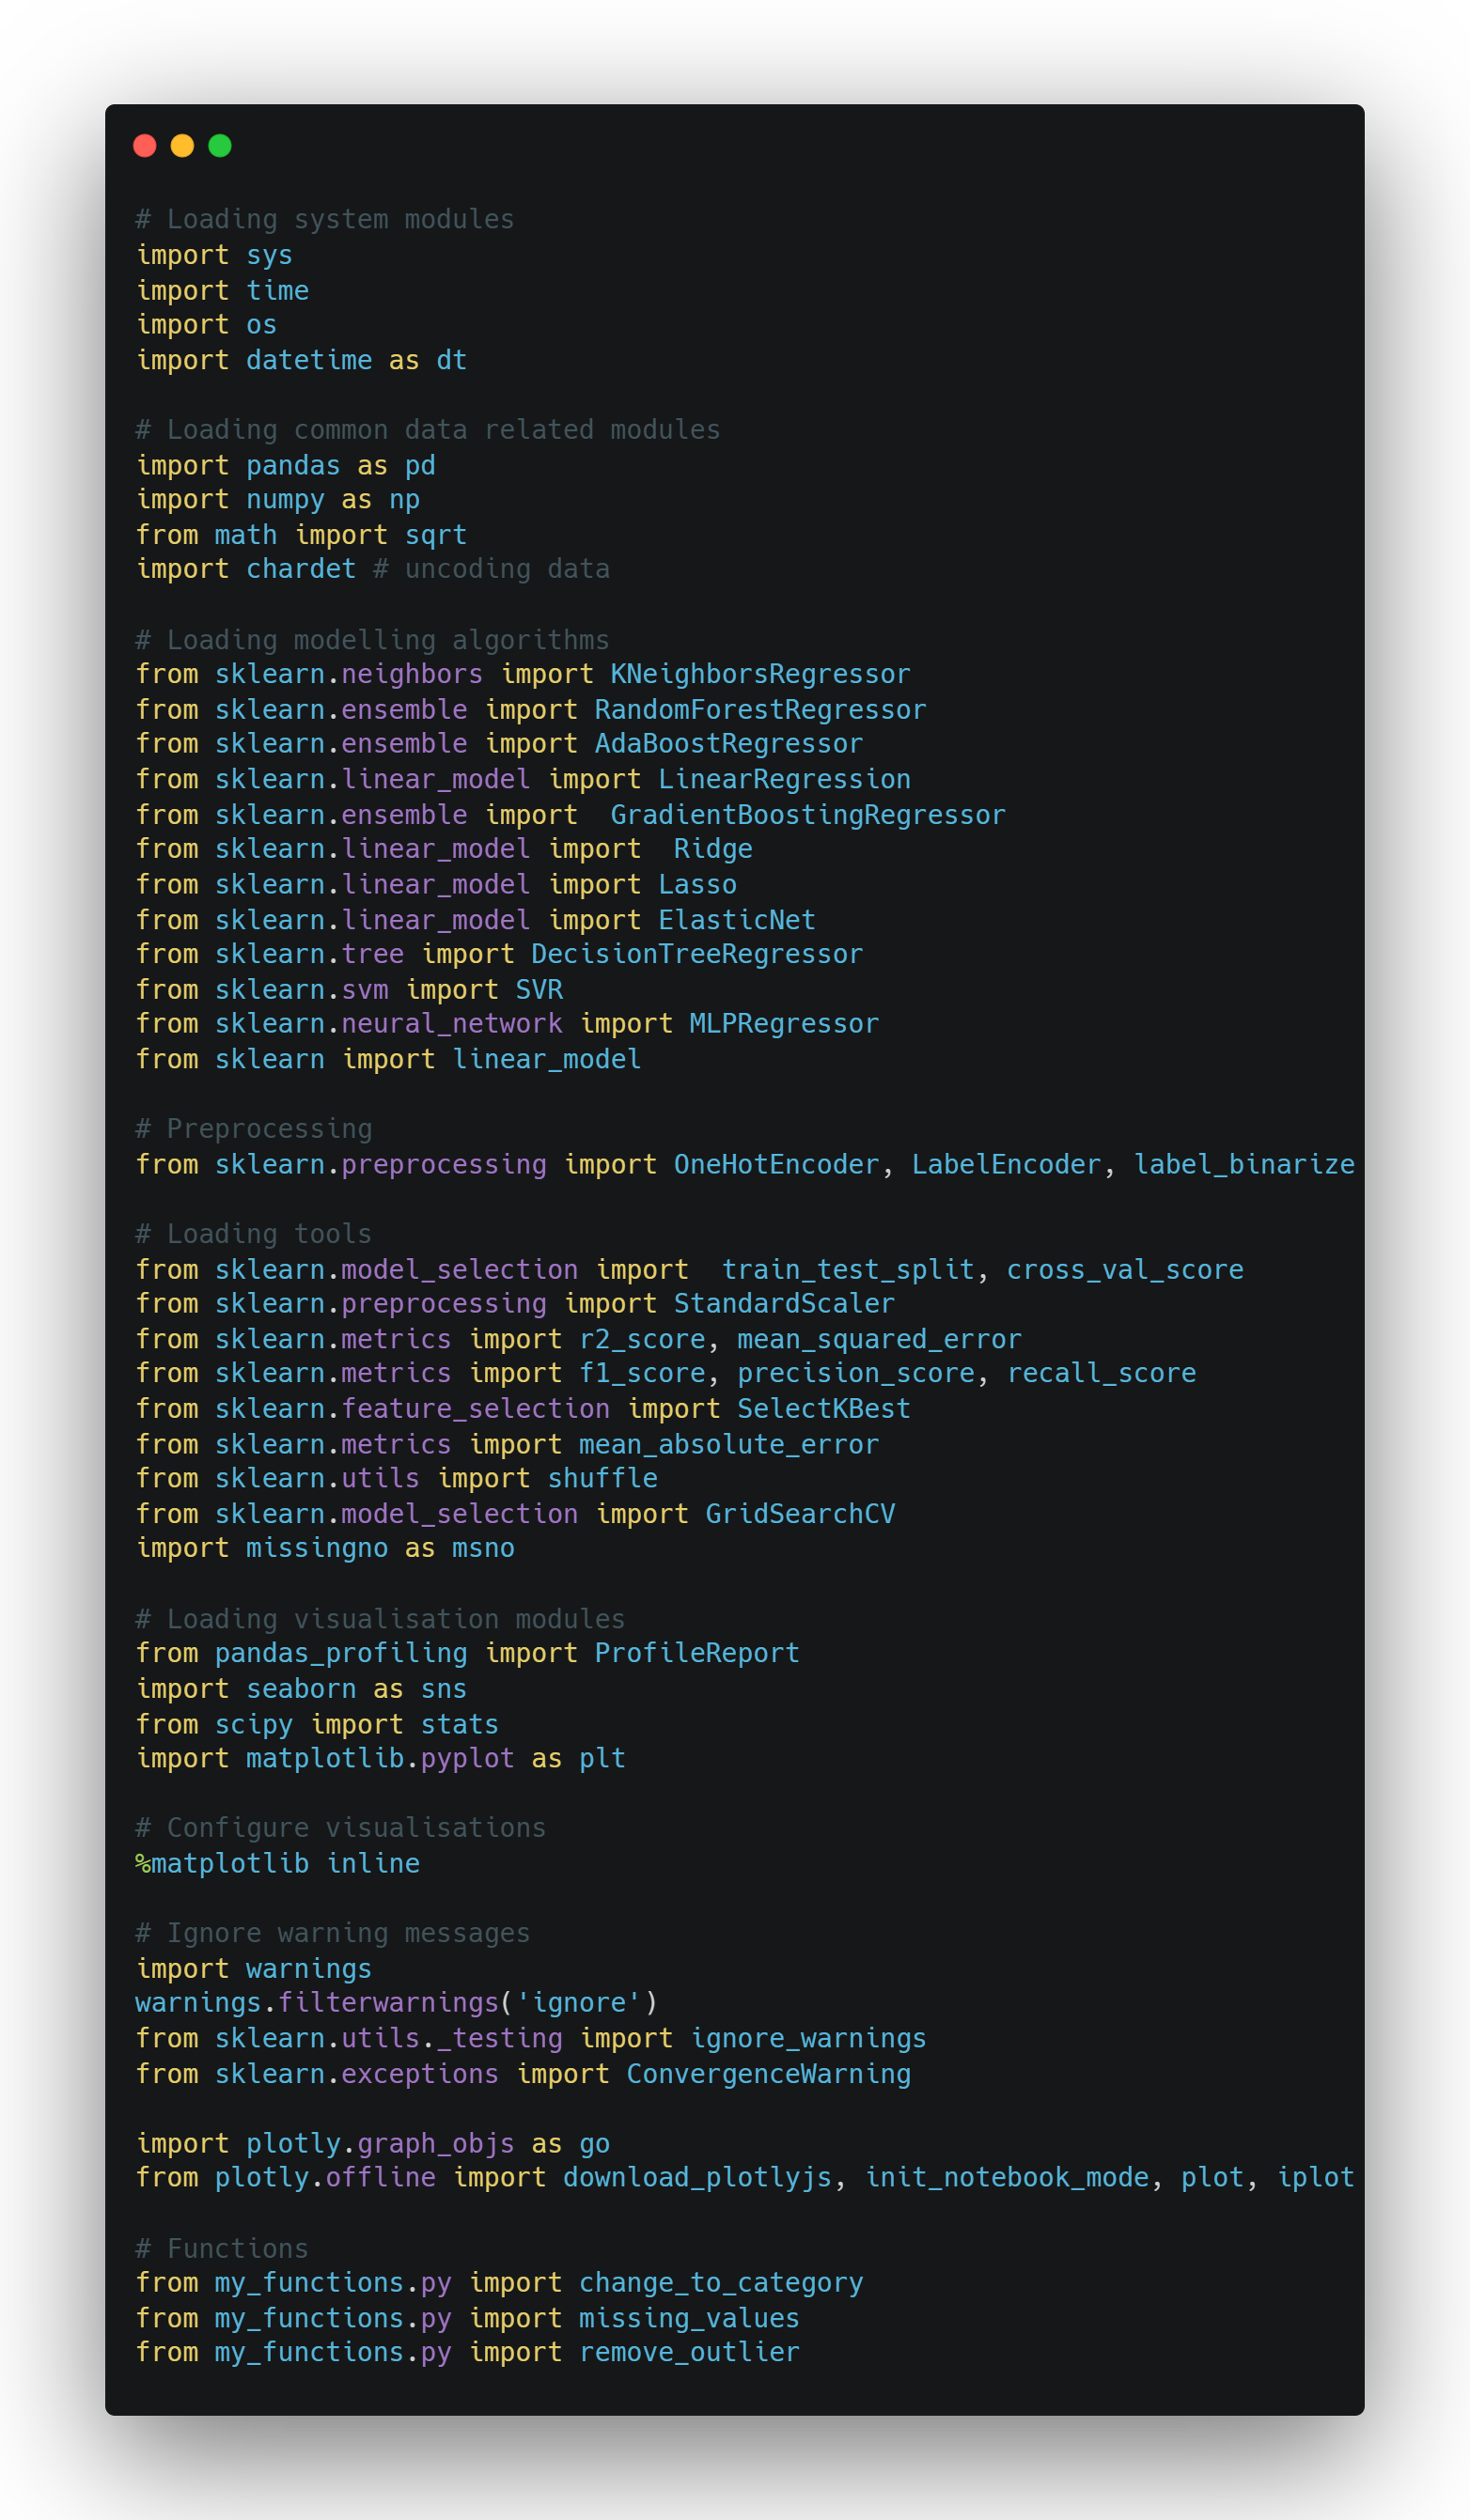 # Loading system modules
import sys
import time
import os
import datetime as dt

# Loading common data related modules
import pandas as pd
import numpy as np
from math import sqrt
import chardet # uncoding data

# Loading modelling algorithms
from sklearn.neighbors import KNeighborsRegressor
from sklearn.ensemble import RandomForestRegressor
from sklearn.ensemble import AdaBoostRegressor
from sklearn.linear_model import LinearRegression
from sklearn.ensemble import  GradientBoostingRegressor
from sklearn.linear_model import  Ridge
from sklearn.linear_model import Lasso
from sklearn.linear_model import ElasticNet
from sklearn.tree import DecisionTreeRegressor
from sklearn.svm import SVR
from sklearn.neural_network import MLPRegressor
from sklearn import linear_model

# Preprocessing
from sklearn.preprocessing import OneHotEncoder, LabelEncoder, label_binarize

# Loading tools
from sklearn.model_selection import  train_test_split, cross_val_score
from sklearn.preprocessing import StandardScaler
from sklearn.metrics import r2_score, mean_squared_error
from sklearn.metrics import f1_score, precision_score, recall_score
from sklearn.feature_selection import SelectKBest
from sklearn.metrics import mean_absolute_error
from sklearn.utils import shuffle
from sklearn.model_selection import GridSearchCV
import missingno as msno

# Loading visualisation modules
from pandas_profiling import ProfileReport
import seaborn as sns
from scipy import stats
import matplotlib.pyplot as plt

# Configure visualisations
%matplotlib inline

# Ignore warning messages
import warnings
warnings.filterwarnings('ignore')
from sklearn.utils._testing import ignore_warnings
from sklearn.exceptions import ConvergenceWarning

import plotly.graph_objs as go
from plotly.offline import download_plotlyjs, init_notebook_mode, plot, iplot

# Functions
from my_functions.py import change_to_category
from my_functions.py import missing_values
from my_functions.py import remove_outlier